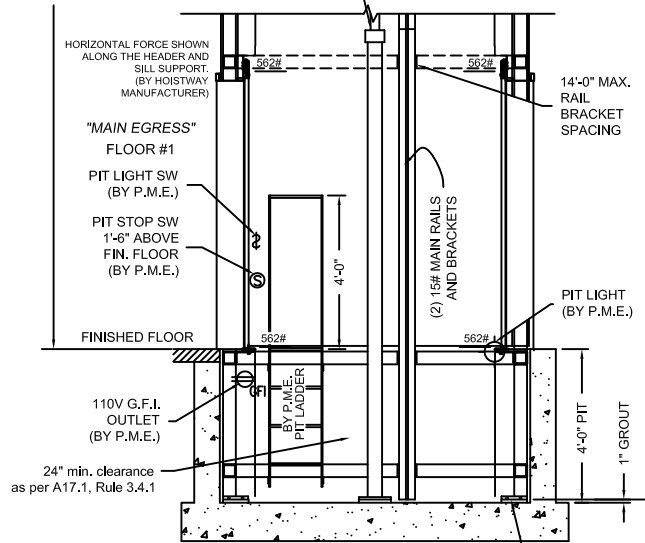 HORIZONTAL FORCE SHOWN
ALONG THE HEADER AND
SILL SUPPORT.
(BY HOISTWAY
MANUFACTURER)
562#
562#
14'-0" MAX.
RAIL
BRACKET
SPACING
"MAIN EGRESS"
FLOOR #1
PIT LIGHT SW
(BY P.M.E.)
PIT STOP SW
1'-6" ABOVE
FIN. FLOOR
(BY P.M.E.)
S
4'-0"
(2) 15# MAIN RAILS
AND BRACKETS
PIT LIGHT
(BY P.M.E.)
FINISHED FLOOR
562#
562#
GFI
110V G.F.I.
OUTLET
(BY P.M.E.)
BY P.M.E.
PIT LADDER
4'-0" PIT
1" GROUT
24" min. clearance
as per A17.1, Rule 3.4.1